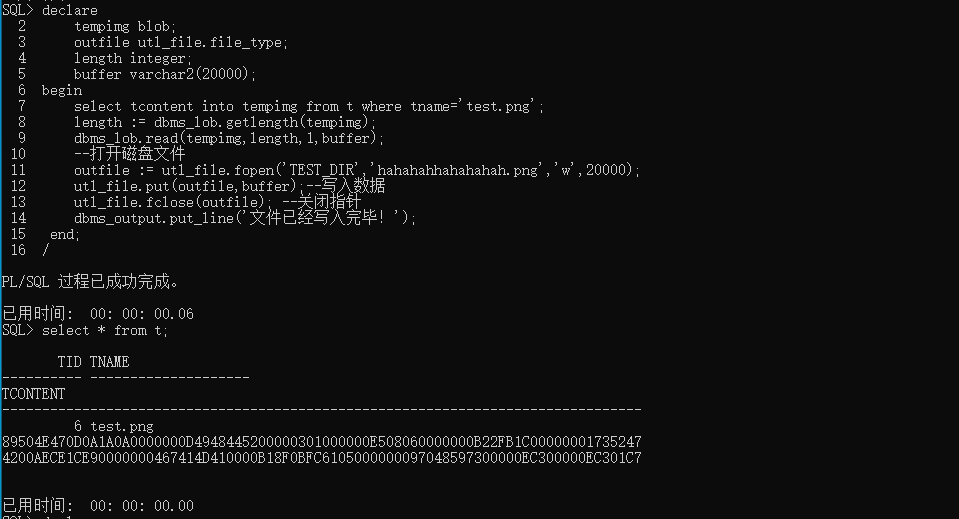 SQL> declare
  2      tempimg blob;
  3      outfile utl_file.file_type;
  4      length integer;
  5      buffer varchar2(20000);
  6  begin
  7      select tcontent into tempimg from t where tname='test.png';
  8      length := dbms_lob.getlength(tempimg);
  9      dbms_lob.read(tempimg,length,1,buffer);
 10      --打开磁盘文件
 11      outfile := utl_file.fopen('TEST_DIR','hahahahhahahahah.png','w',20000);
 12      utl_file.put(outfile,buffer);--写入数据
 13      utl_file.fclose(outfile); --关闭指针
 14      dbms_output.put_line('文件已经写入完毕! ');
 15   end;
 16  /
PL/SQL 过程已成功完成。
已用时间:  00: 00: 00.06
SQL> select * from t;
       TID TNAME
---------- --------------------
TCONTENT
--------------------------------------------------------------------------------
         6 test.png
89504E470D0A1A0A0000000D4948445200000301000000E508060000000B22FB1C00000001735247
4200AECE1CE90000000467414D410000B18F0BFC6105000000097048597300000EC300000EC301C7
已用时间:  00: 00: 00.00